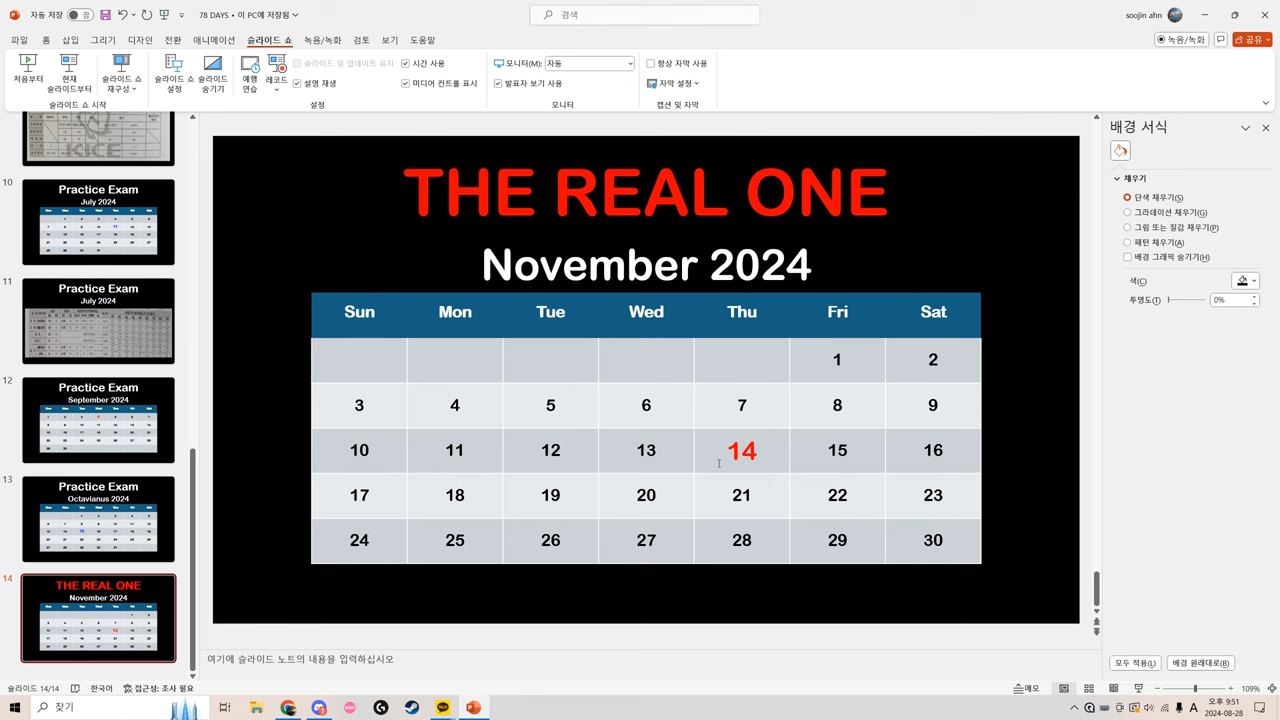 자동 저장 끔 78 DAYS • 이 PC에 저장됨 검색 soojin ahn
파일 홈 삽입 그리기 디자인 전환 애니메이션 슬라이드 쇼 녹음/녹화 검토 보기 도움말 녹음/녹화 공유
처음부터 현재 슬라이드부터 슬라이드 쇼 재구성 슬라이드 쇼 설정 슬라이드 숨기기 예행 연습 레코드
슬라이드 및 업데이트 유지 시간 사용 모니터(M): 자동 항상 자막 사용
설명 재생 미디어 컨트롤 표시 발표자 보기 사용 자막 설정
슬라이드 쇼 시작 설정 모니터 캡션 및 자막
KICE
10
Practice Exam
July 2024
11
Practice Exam
July 2024
12
Practice Exam
September 2024
13
Practice Exam
Octavianus 2024
14
THE REAL ONE
November 2024
THE REAL ONE
November 2024
Sun Mon Tue Wed Thu Fri Sat
1 2
3 4 5 6 7 8 9
10 11 12 13 14 15 16
17 18 19 20 21 22 23
24 25 26 27 28 29 30
배경 서식
채우기
단색 채우기(S)
그라데이션 채우기(G)
그림 또는 질감 채우기(P)
패턴 채우기(A)
배경 그래픽 숨기기(H)
색(C)
투명도(T) 0%
여기에 슬라이드 노트의 내용을 입력하십시오
모두 적용(L) 배경 원래대로(B)
슬라이드 14/14 한국어 접근성: 조사 필요 메모 109%
찾기 A 오후 9:51
2024-08-28